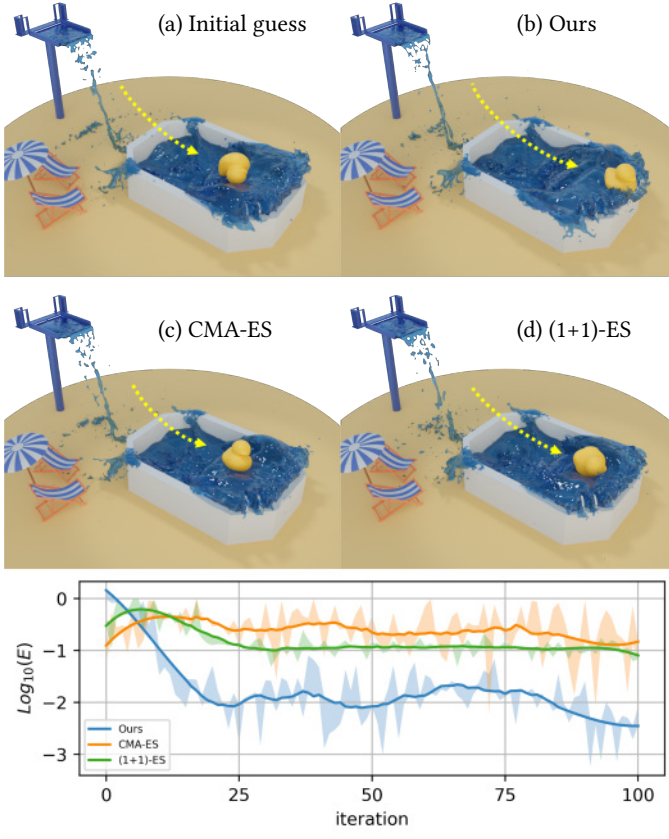 (a) Initial guess
(b) Ours
(c) CMA-ES
(d) (1+1)-ES
0
−1
−2
−3
Log10(E)
Ours
CMA-ES
(1+1)-ES
0
25
50
75
100
iteration